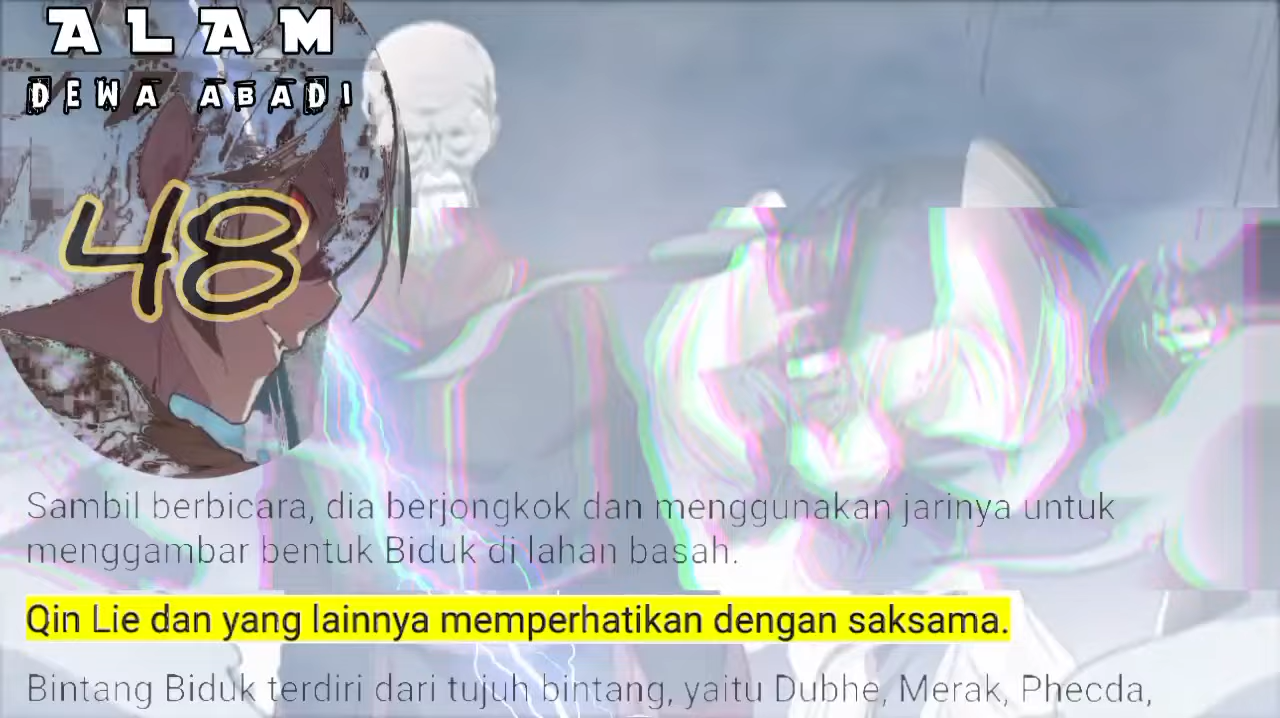 ALAM
DEWA ABADI
48
Sambil berbicara, dia berjongkok dan menggunakan jarinya untuk
menggambar bentuk Biduk di lahan basah.
Qin Lie dan yang lainnya memperhatikan dengan saksama.
Bintang Biduk terdiri dari tujuh bintang, yaitu Dubhe, Merak, Phecda,